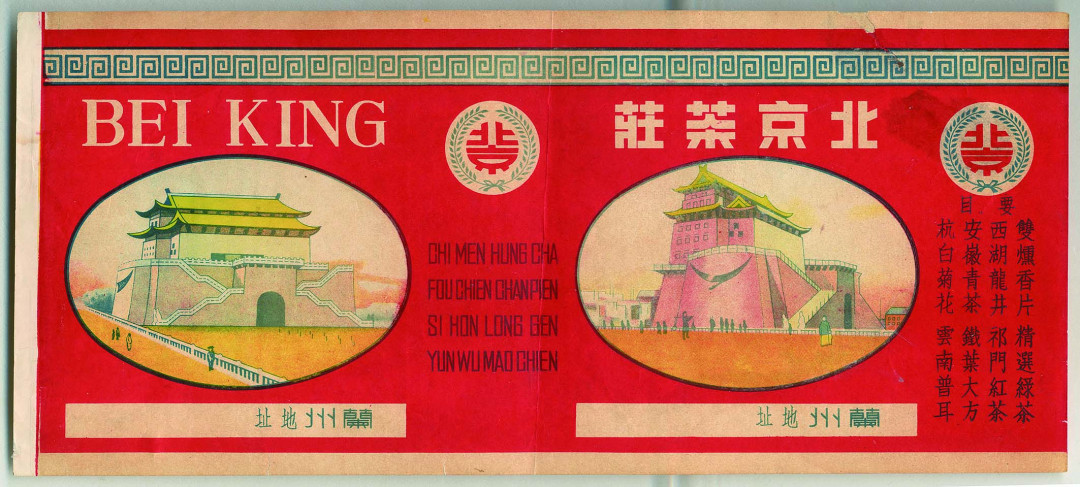 BEI KING
北京茶莊
CHI MEN HUNG CHA
FOU CHIEN CHAN PIEN
SI HON LONG GEN
YUN WU MAO CHIEN
要目
雙燻香片 精選綠茶
西湖龍井 祁門紅茶
安徽青茶 鐵葉大方
杭白菊花 雲南普耳
蘭州地址
蘭州地址